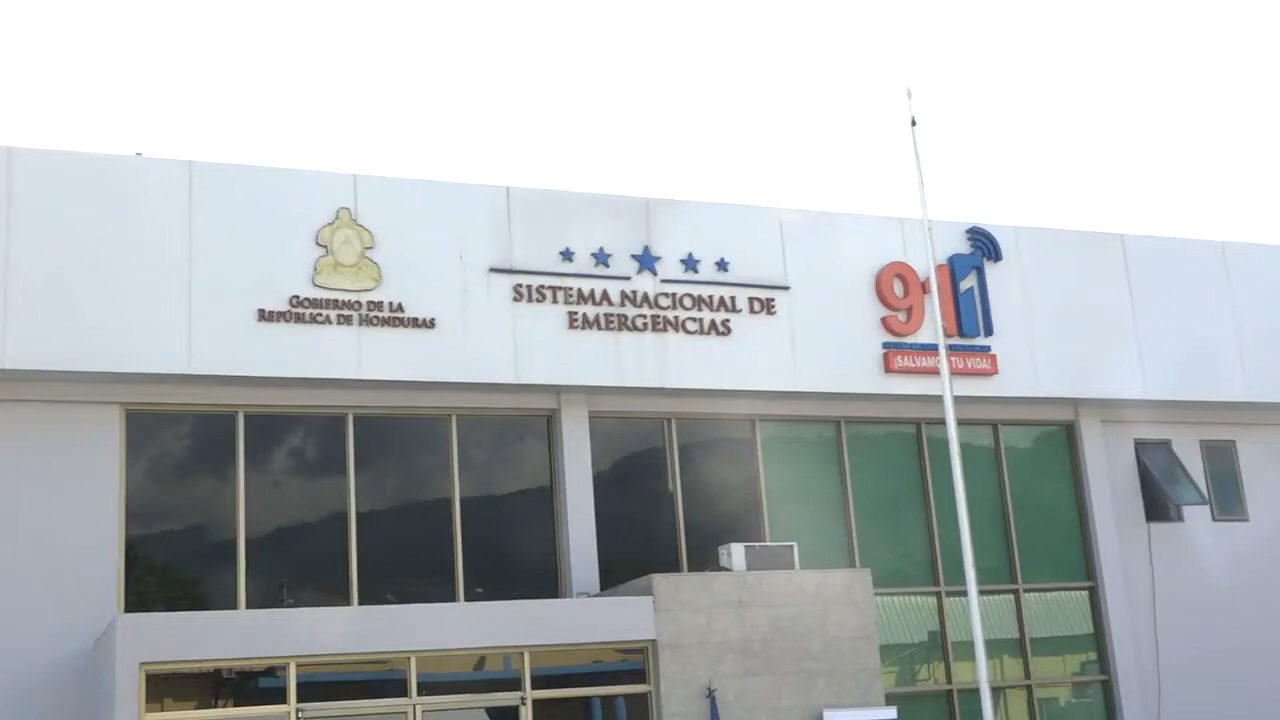 GOBIERNO DE LA
REPÚBLICA DE HONDURAS
SISTEMA NACIONAL DE
EMERGENCIAS
911
¡SALVAMOS TU VIDA!